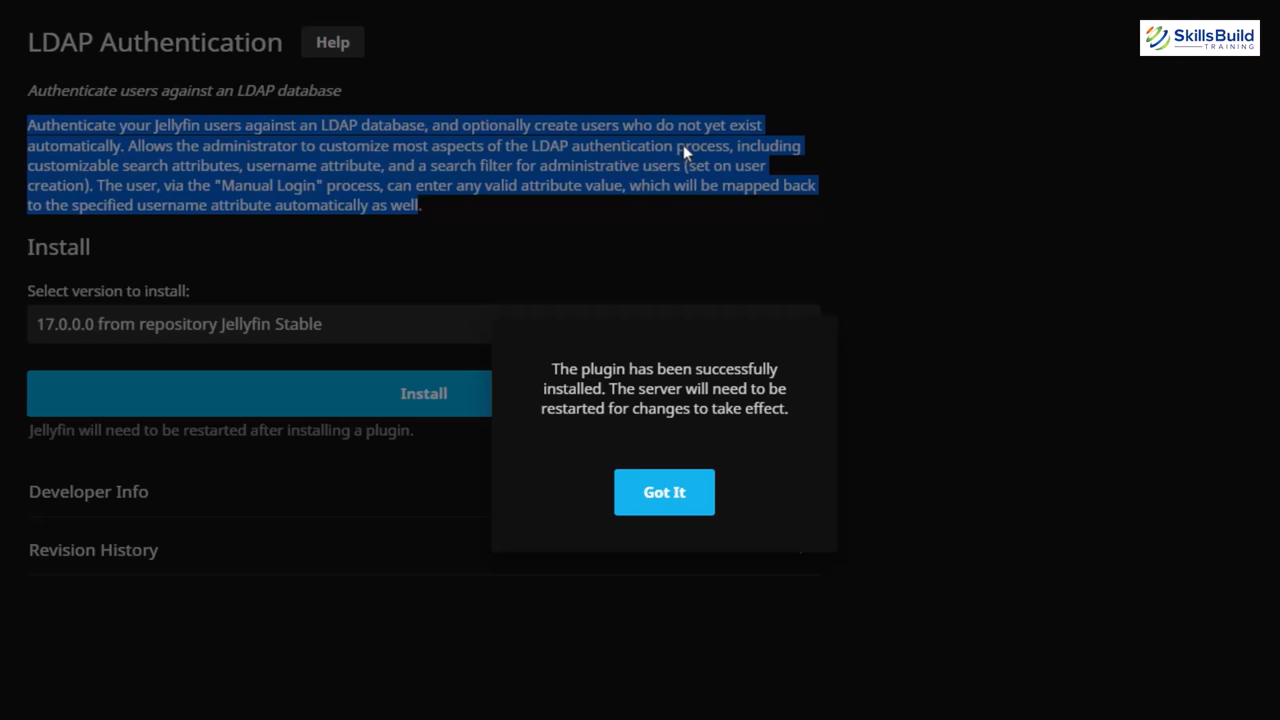 LDAP Authentication
Help
SkillsBuild
TRAINING
Authenticate users against an LDAP database
Authenticate your Jellyfin users against an LDAP database, and optionally create users who do not yet exist
automatically. Allows the administrator to customize most aspects of the LDAP authentication process, including
customizable search attributes, username attribute, and a search filter for administrative users (set on user
creation). The user, via the "Manual Login" process, can enter any valid attribute value, which will be mapped back
to the specified username attribute automatically as well.
Install
Select version to install:
17.0.0.0 from repository Jellyfin Stable
Install
Jellyfin will need to be restarted after installing a plugin.
The plugin has been successfully
installed. The server will need to be
restarted for changes to take effect.
Got It
Developer Info
Revision History